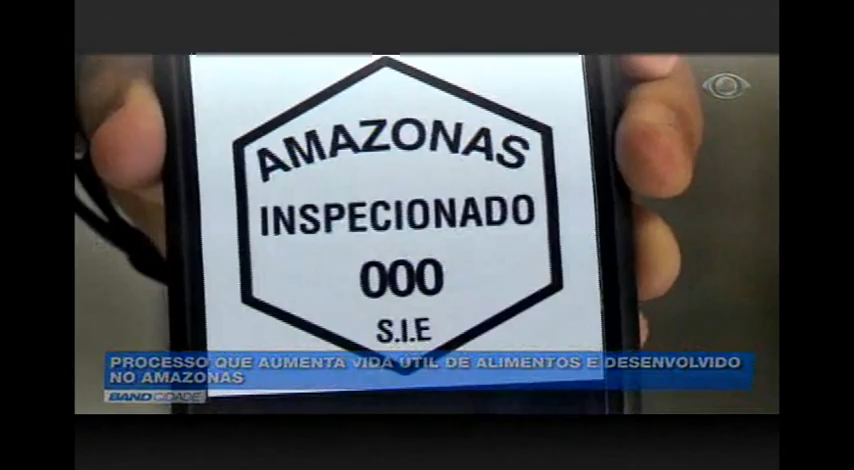 AMAZONAS
INSPECIONADO
000
S.I.E
PROCESSO QUE AUMENTA VIDA ÚTIL DE ALIMENTOS E DESENVOLVIDO
NO AMAZONAS
BAND CIDADE